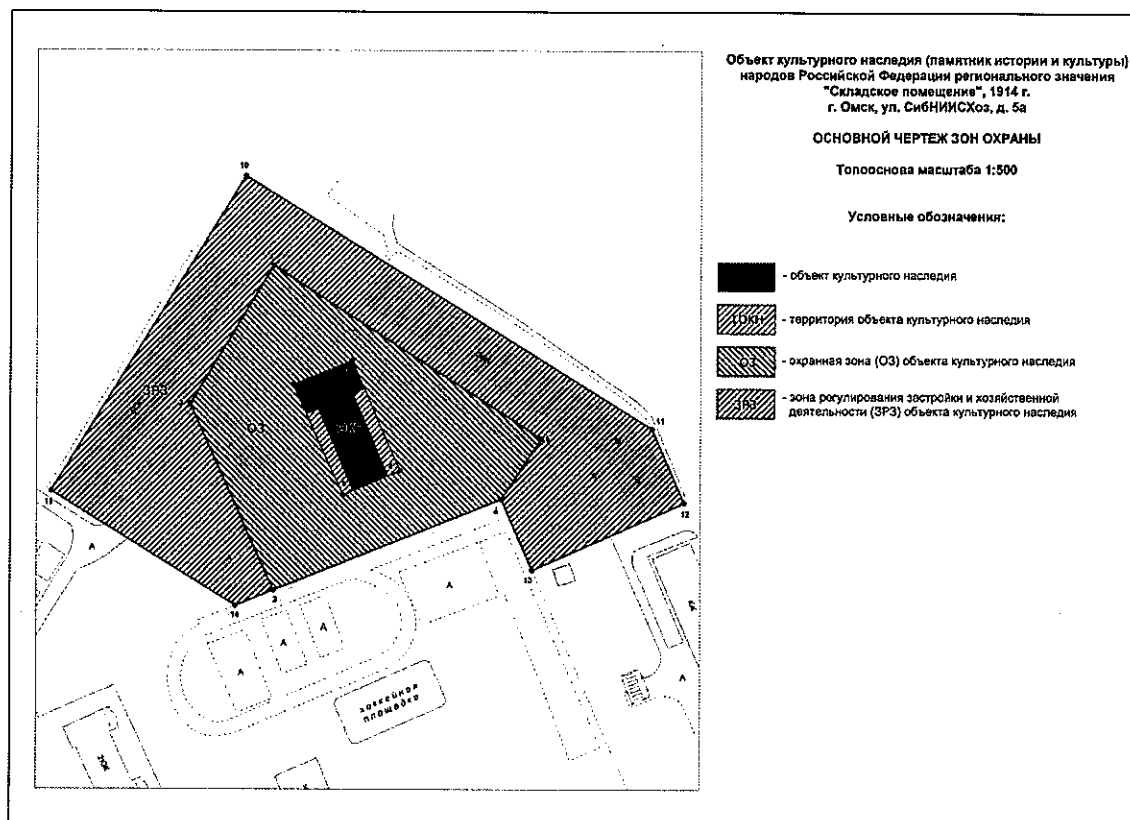 Объект культурного наследия (памятник истории и культуры)
народов Российской Федерации регионального значения
"Складское помещение", 1914 г.
г. Омск, ул. СибНИИСХоз, д. 5а
ОСНОВНОЙ ЧЕРТЕЖ ЗОН ОХРАНЫ
Топооснова масштаба 1:500
Условные обозначения:
- объект культурного наследия
- территория объекта культурного наследия
ОЗ
- охранная зона (ОЗ) объекта культурного наследия
ЗРЗ
- зона регулирования застройки и хозяйственной
деятельности (ЗРЗ) объекта культурного наследия
10
ЗРЗ
ОЗ
11
12
4
13
3
А
А
А
А
А
А
хоккейная
площадка